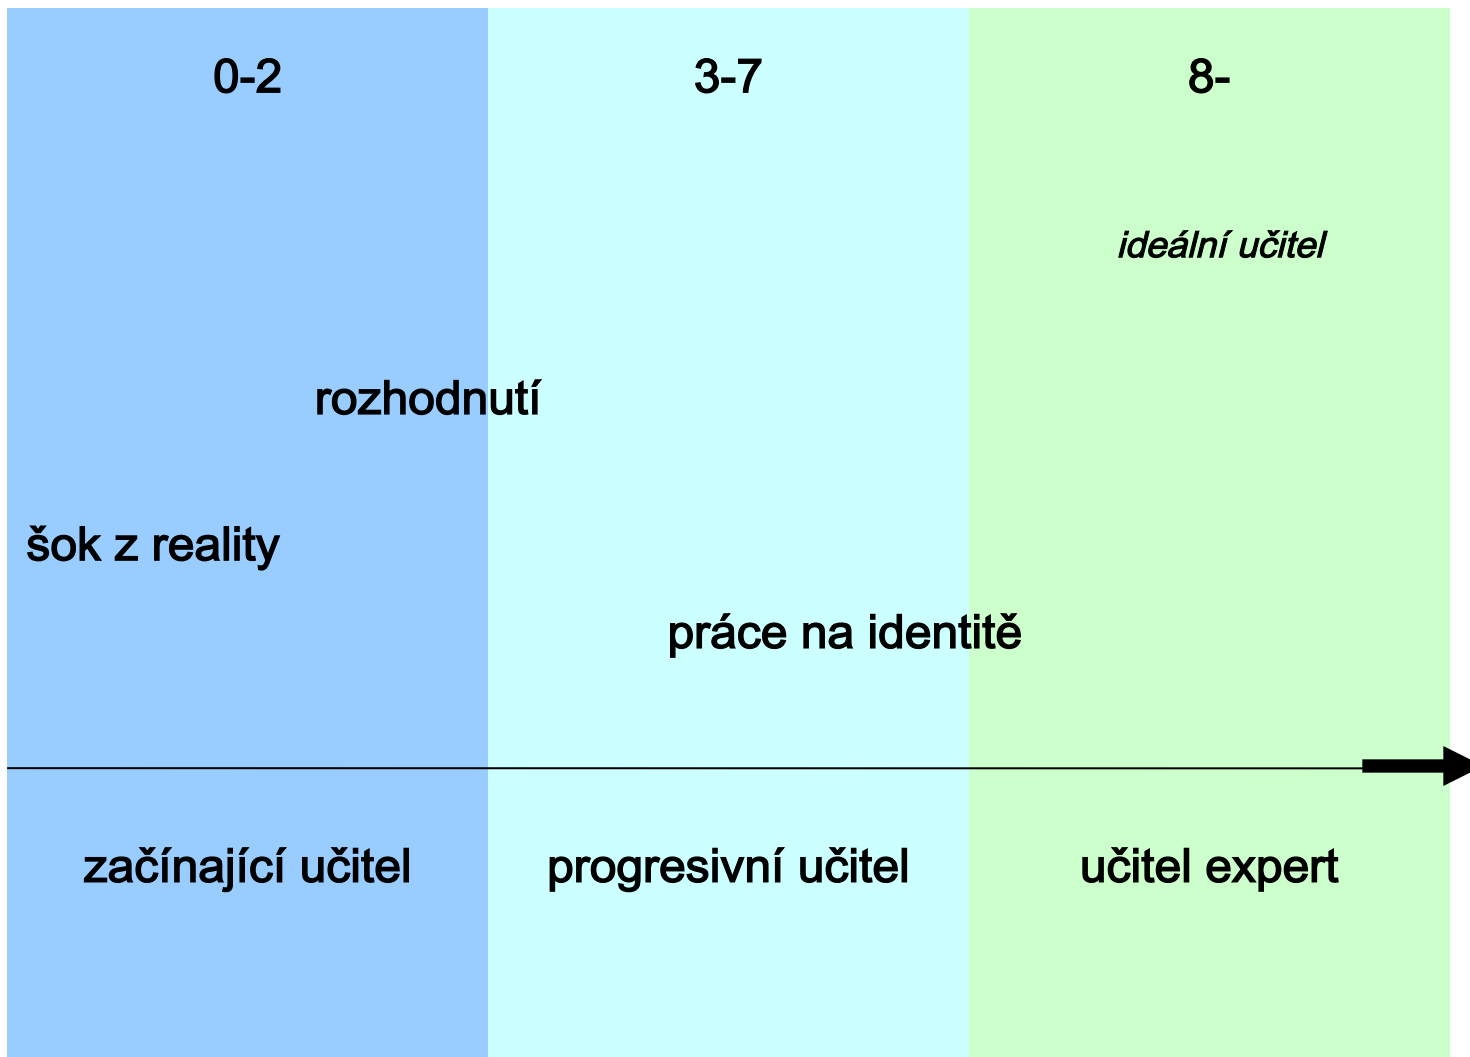 0-2
3-7
8-
ideální učitel
rozhodnutí
šok z reality
práce na identitě
začínající učitel
progresivní učitel
učitel expert